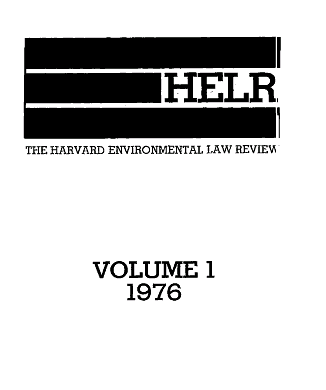 HELR
THE HARVARD ENVIRONMENTAL LAW REVIEW
VOLUME 1
1976